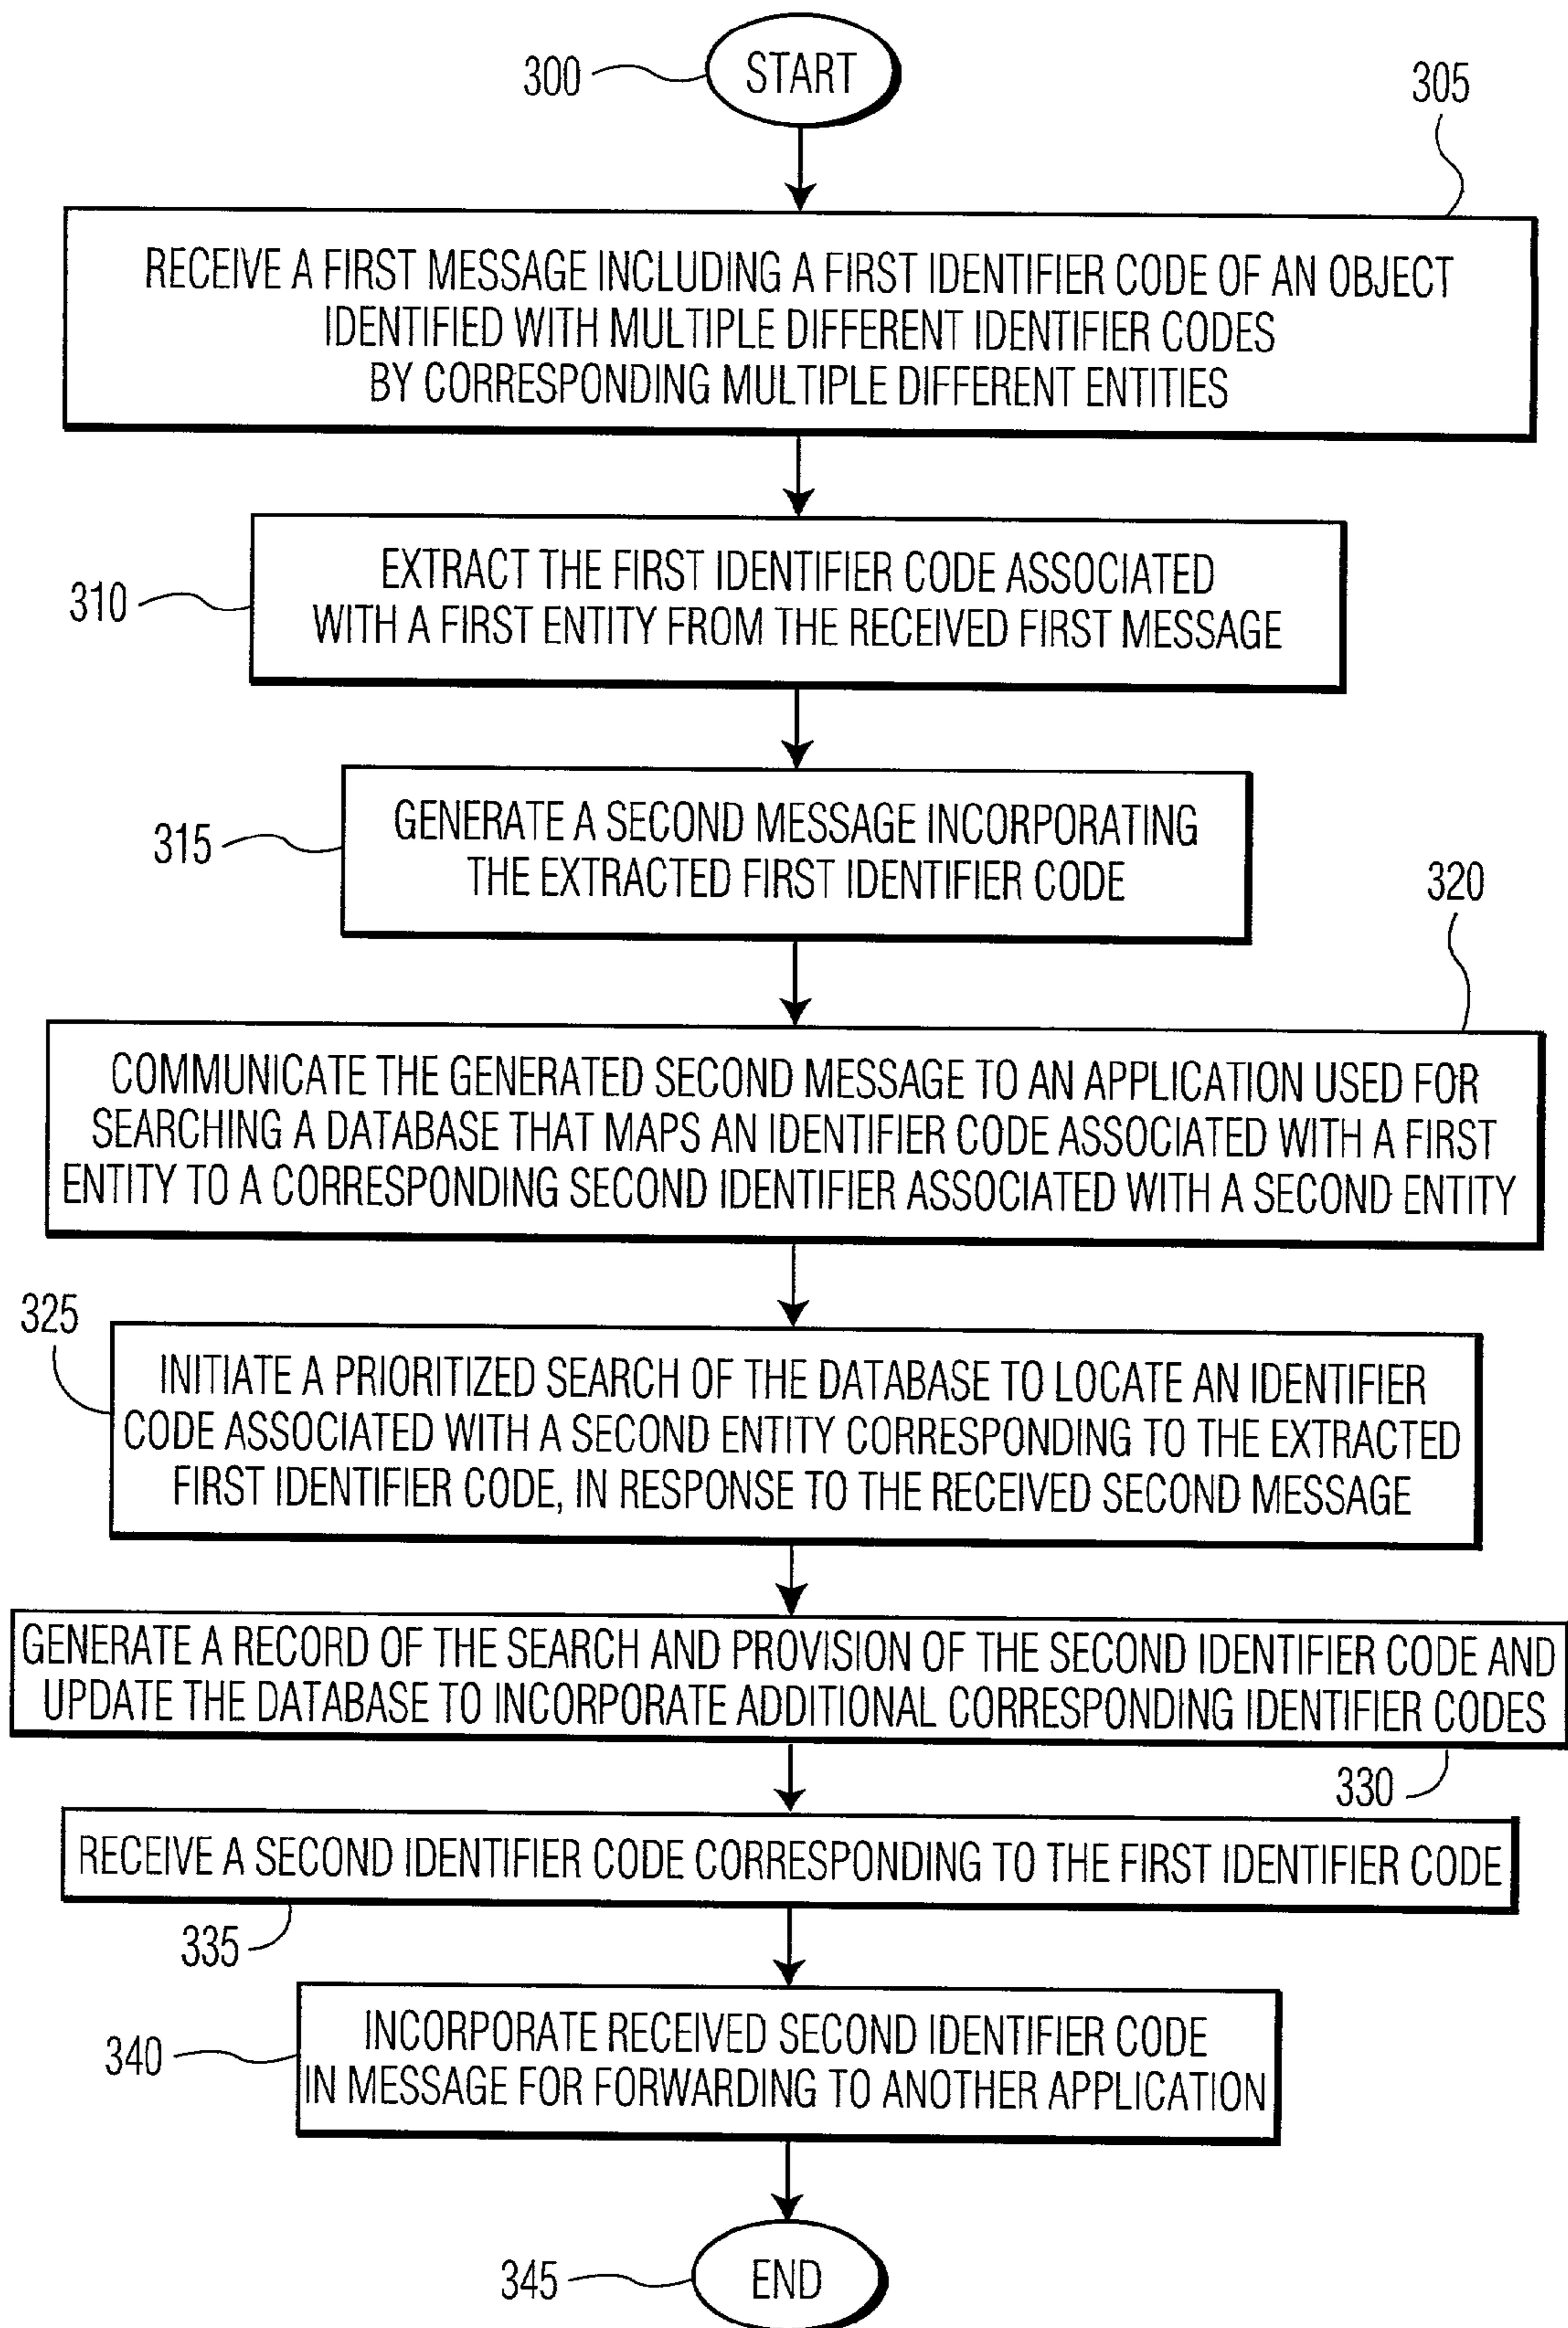 300
START
305
RECEIVE A FIRST MESSAGE INCLUDING A FIRST IDENTIFIER CODE OF AN OBJECT
IDENTIFIED WITH MULTIPLE DIFFERENT IDENTIFIER CODES
BY CORRESPONDING MULTIPLE DIFFERENT ENTITIES
310
EXTRACT THE FIRST IDENTIFIER CODE ASSOCIATED
WITH A FIRST ENTITY FROM THE RECEIVED FIRST MESSAGE
315
GENERATE A SECOND MESSAGE INCORPORATING
THE EXTRACTED FIRST IDENTIFIER CODE
320
COMMUNICATE THE GENERATED SECOND MESSAGE TO AN APPLICATION USED FOR
SEARCHING A DATABASE THAT MAPS AN IDENTIFIER CODE ASSOCIATED WITH A FIRST
ENTITY TO A CORRESPONDING SECOND IDENTIFIER ASSOCIATED WITH A SECOND ENTITY
325
INITIATE A PRIORITIZED SEARCH OF THE DATABASE TO LOCATE AN IDENTIFIER
CODE ASSOCIATED WITH A SECOND ENTITY CORRESPONDING TO THE EXTRACTED
FIRST IDENTIFIER CODE, IN RESPONSE TO THE RECEIVED SECOND MESSAGE
GENERATE A RECORD OF THE SEARCH AND PROVISION OF THE SECOND IDENTIFIER CODE AND
UPDATE THE DATABASE TO INCORPORATE ADDITIONAL CORRESPONDING IDENTIFIER CODES
330
RECEIVE A SECOND IDENTIFIER CODE CORRESPONDING TO THE FIRST IDENTIFIER CODE
335
340
INCORPORATE RECEIVED SECOND IDENTIFIER CODE
IN MESSAGE FOR FORWARDING TO ANOTHER APPLICATION
345
END